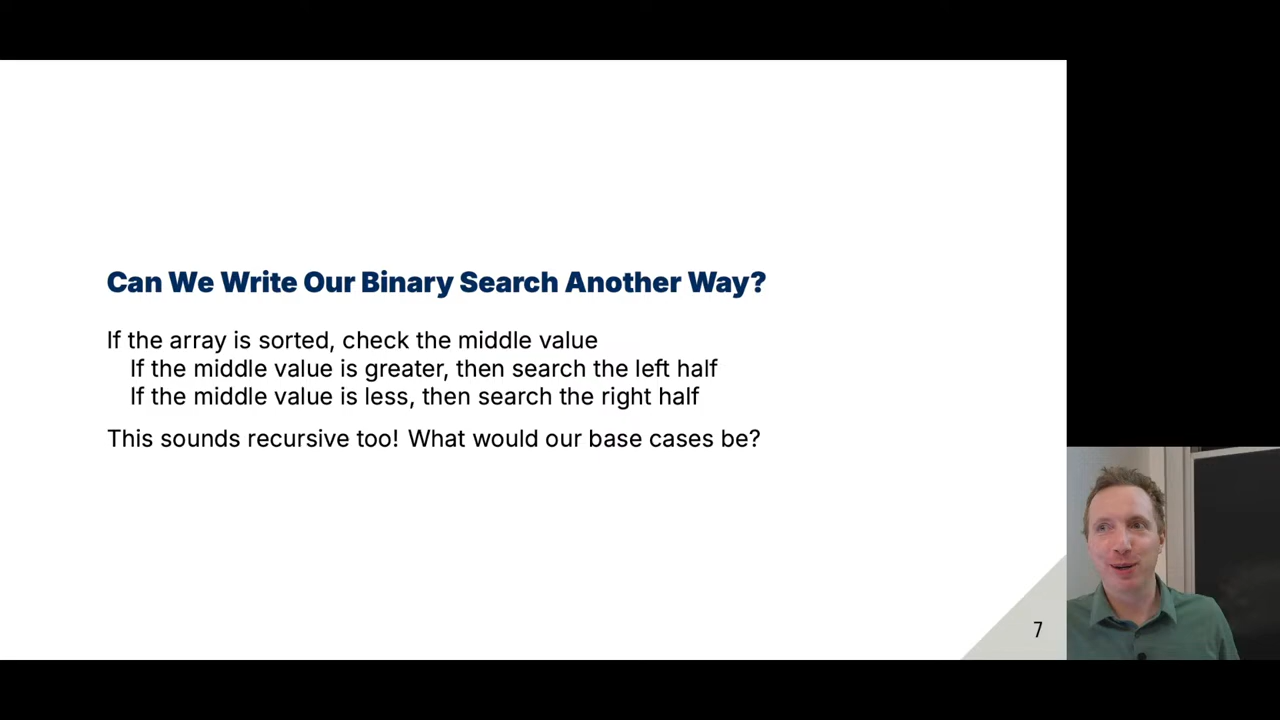 Can We Write Our Binary Search Another Way?
If the array is sorted, check the middle value
If the middle value is greater, then search the left half
If the middle value is less, then search the right half
This sounds recursive too! What would our base cases be?
7